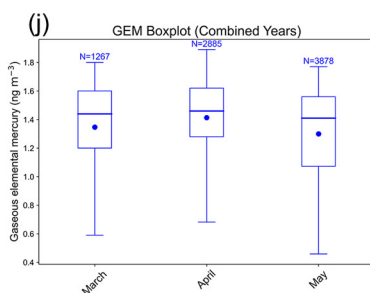 (j)
GEM Boxplot (Combined Years)
N=1267
N=2885
N=3878
Gaseous elemental mercury (ng m⁻³)
1.8
1.6
1.4
1.2
1.0
0.8
0.6
0.4
March
April
May